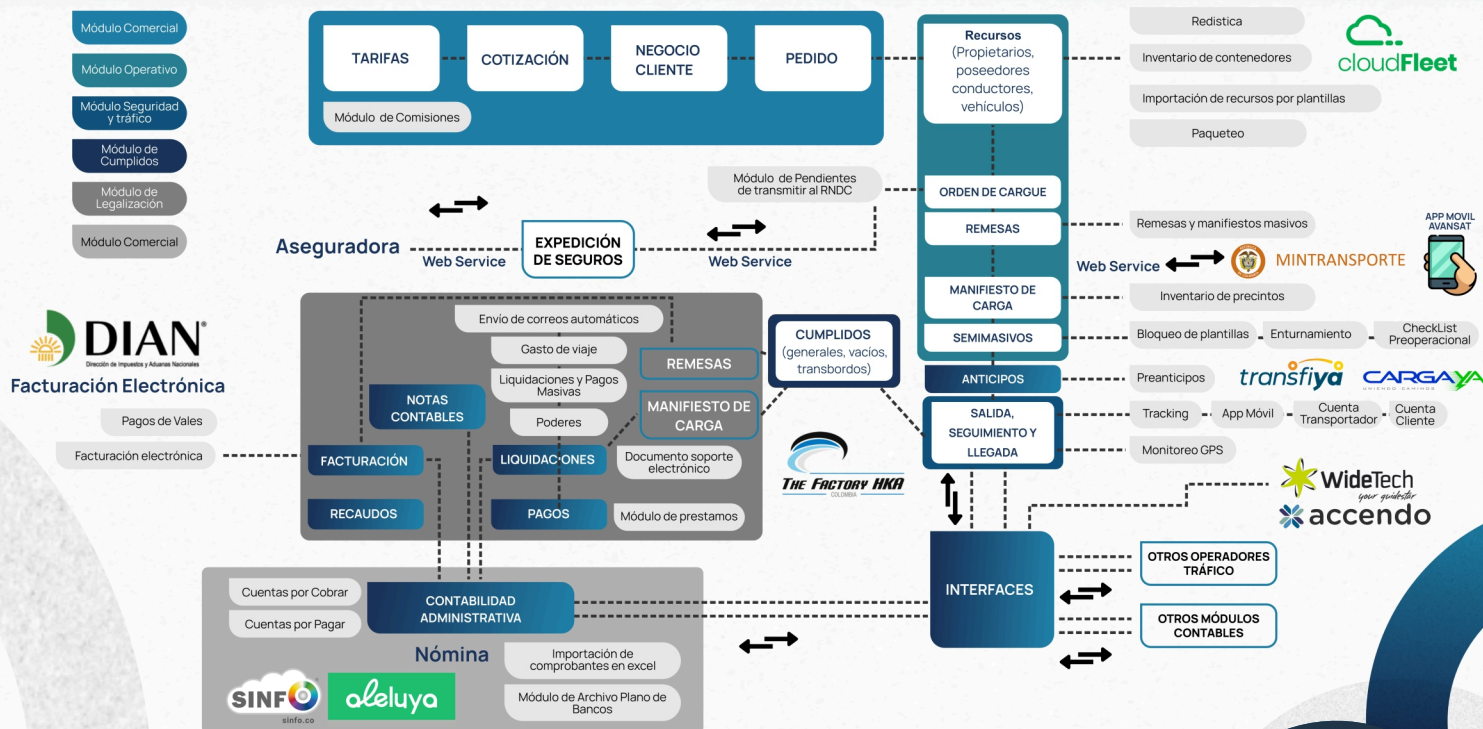 Módulo Comercial
Módulo Operativo
Módulo Seguridad
y tráfico
Módulo de
Cumplidos
Módulo de
Legalización
Módulo Comercial
TARIFAS
COTIZACIÓN
NEGOCIO
CLIENTE
PEDIDO
Módulo de Comisiones
Recursos
(Propietarios,
poseedores
conductores,
vehículos)
Redistica
Inventario de contenedores
Importación de recursos por plantillas
Paqueteo
cloudFleet
Módulo de Pendientes
de transmitir al RNDC
ORDEN DE CARGUE
REMESAS
Remesas y manifiestos masivos
APP MOVIL
AVANSAT
Aseguradora
Web Service
EXPEDICIÓN
DE SEGUROS
Web Service
Web Service
MINTRANSPORTE
MANIFIESTO DE
CARGA
Inventario de precintos
SEMIMASIVOS
Bloqueo de plantillas
Enturnamiento
CheckList
Preoperacional
ANTICIPOS
Preanticipos
transfiya
CARGAYA
UNIENDO CAMINOS
SALIDA,
SEGUIMIENTO Y
LLEGADA
Tracking
App Móvil
Cuenta
Transportador
Cuenta
Cliente
Monitoreo GPS
DIAN
Dirección de Impuestos y Aduanas Nacionales
Facturación Electrónica
Pagos de Vales
Facturación electrónica
Envío de correos automáticos
Gasto de viaje
Liquidaciones y Pagos
Masivas
Poderes
REMESAS
MANIFIESTO DE
CARGA
CUMPLIDOS
(generales, vacíos,
transbordos)
NOTAS
CONTABLES
FACTURACIÓN
LIQUIDACIONES
Documento soporte
electrónico
RECAUDOS
PAGOS
Módulo de prestamos
THE FACTORY HKA
COLOMBIA
WideTech
your guidestar
accendo
INTERFACES
OTROS OPERADORES
TRÁFICO
OTROS MÓDULOS
CONTABLES
Cuentas por Cobrar
Cuentas por Pagar
CONTABILIDAD
ADMINISTRATIVA
Nómina
Importación de
comprobantes en excel
Módulo de Archivo Plano de
Bancos
SINFO
sinfo.co
aleluya